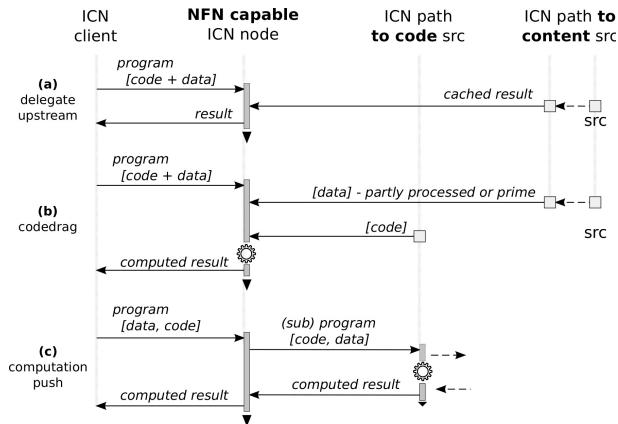 ICN
client
NFN capable
ICN node
ICN path
to code src
ICN path to
content src
(a)
delegate
upstream
program
[code + data]
cached result
result
src
(b)
codedrag
program
[code + data]
[data] - partly processed or prime
[code]
src
computed result
(c)
computation
push
program
[data, code]
(sub) program
[code, data]
computed result
computed result